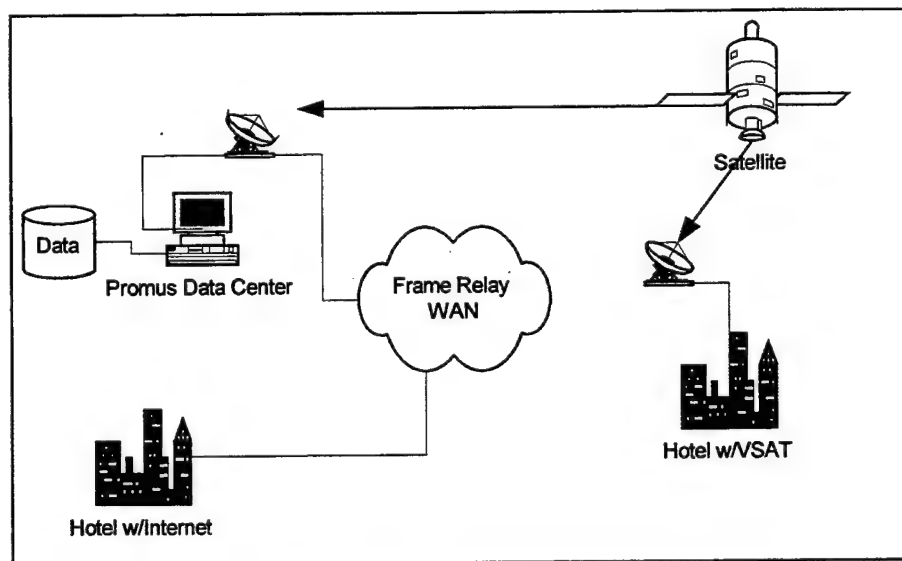 Satellite
Data
Promus Data Center
Frame Relay
WAN
Hotel w/VSAT
Hotel w/Internet